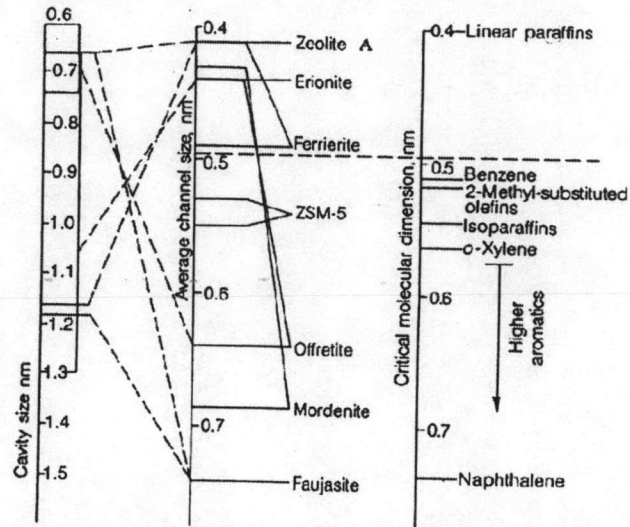 0.6
0.7
0.8
0.9
1.0
1.1
1.2
1.3
1.4
1.5
Cavity size nm
0.4
0.5
0.6
0.7
Average channel size, nm
Zeolite A
Erionite
Ferrierite
ZSM-5
Offretite
Mordenite
Faujasite
0.4
0.5
0.6
0.7
Critical molecular dimension, nm
Linear paraffins
Benzene
2-Methyl-substituted
olefins
Isoparaffins
o-Xylene
Higher
aromatics
Naphthalene